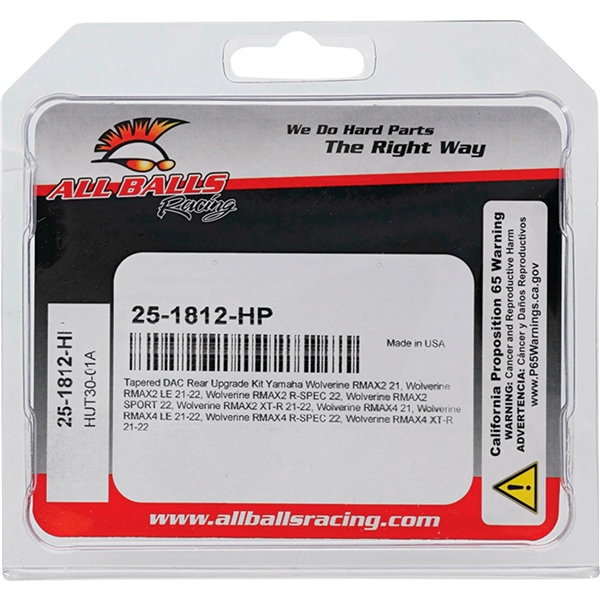 We Do Hard Parts
The Right Way
ALL BALLS
Racing
25-1812-HP
Made in USA
Tapered DAC Rear Upgrade Kit Yamaha Wolverine RMAX2 21, Wolverine
RMAX2 LE 21-22, Wolverine RMAX2 R-SPEC 22, Wolverine RMAX2
SPORT 22, Wolverine RMAX2 XT-R 21-22, Wolverine RMAX4 21, Wolverine
RMAX4 LE 21-22, Wolverine RMAX4 R-SPEC 22, Wolverine RMAX4 XT-R
21-22
25-1812-HI
HUT30-01A
California Proposition 65 Warning
WARNING: Cancer and Reproductive Harm
ADVERTENCIA: Cáncer y Daños Reproductivos
www.P65Warnings.ca.gov
www.allballsracing.com